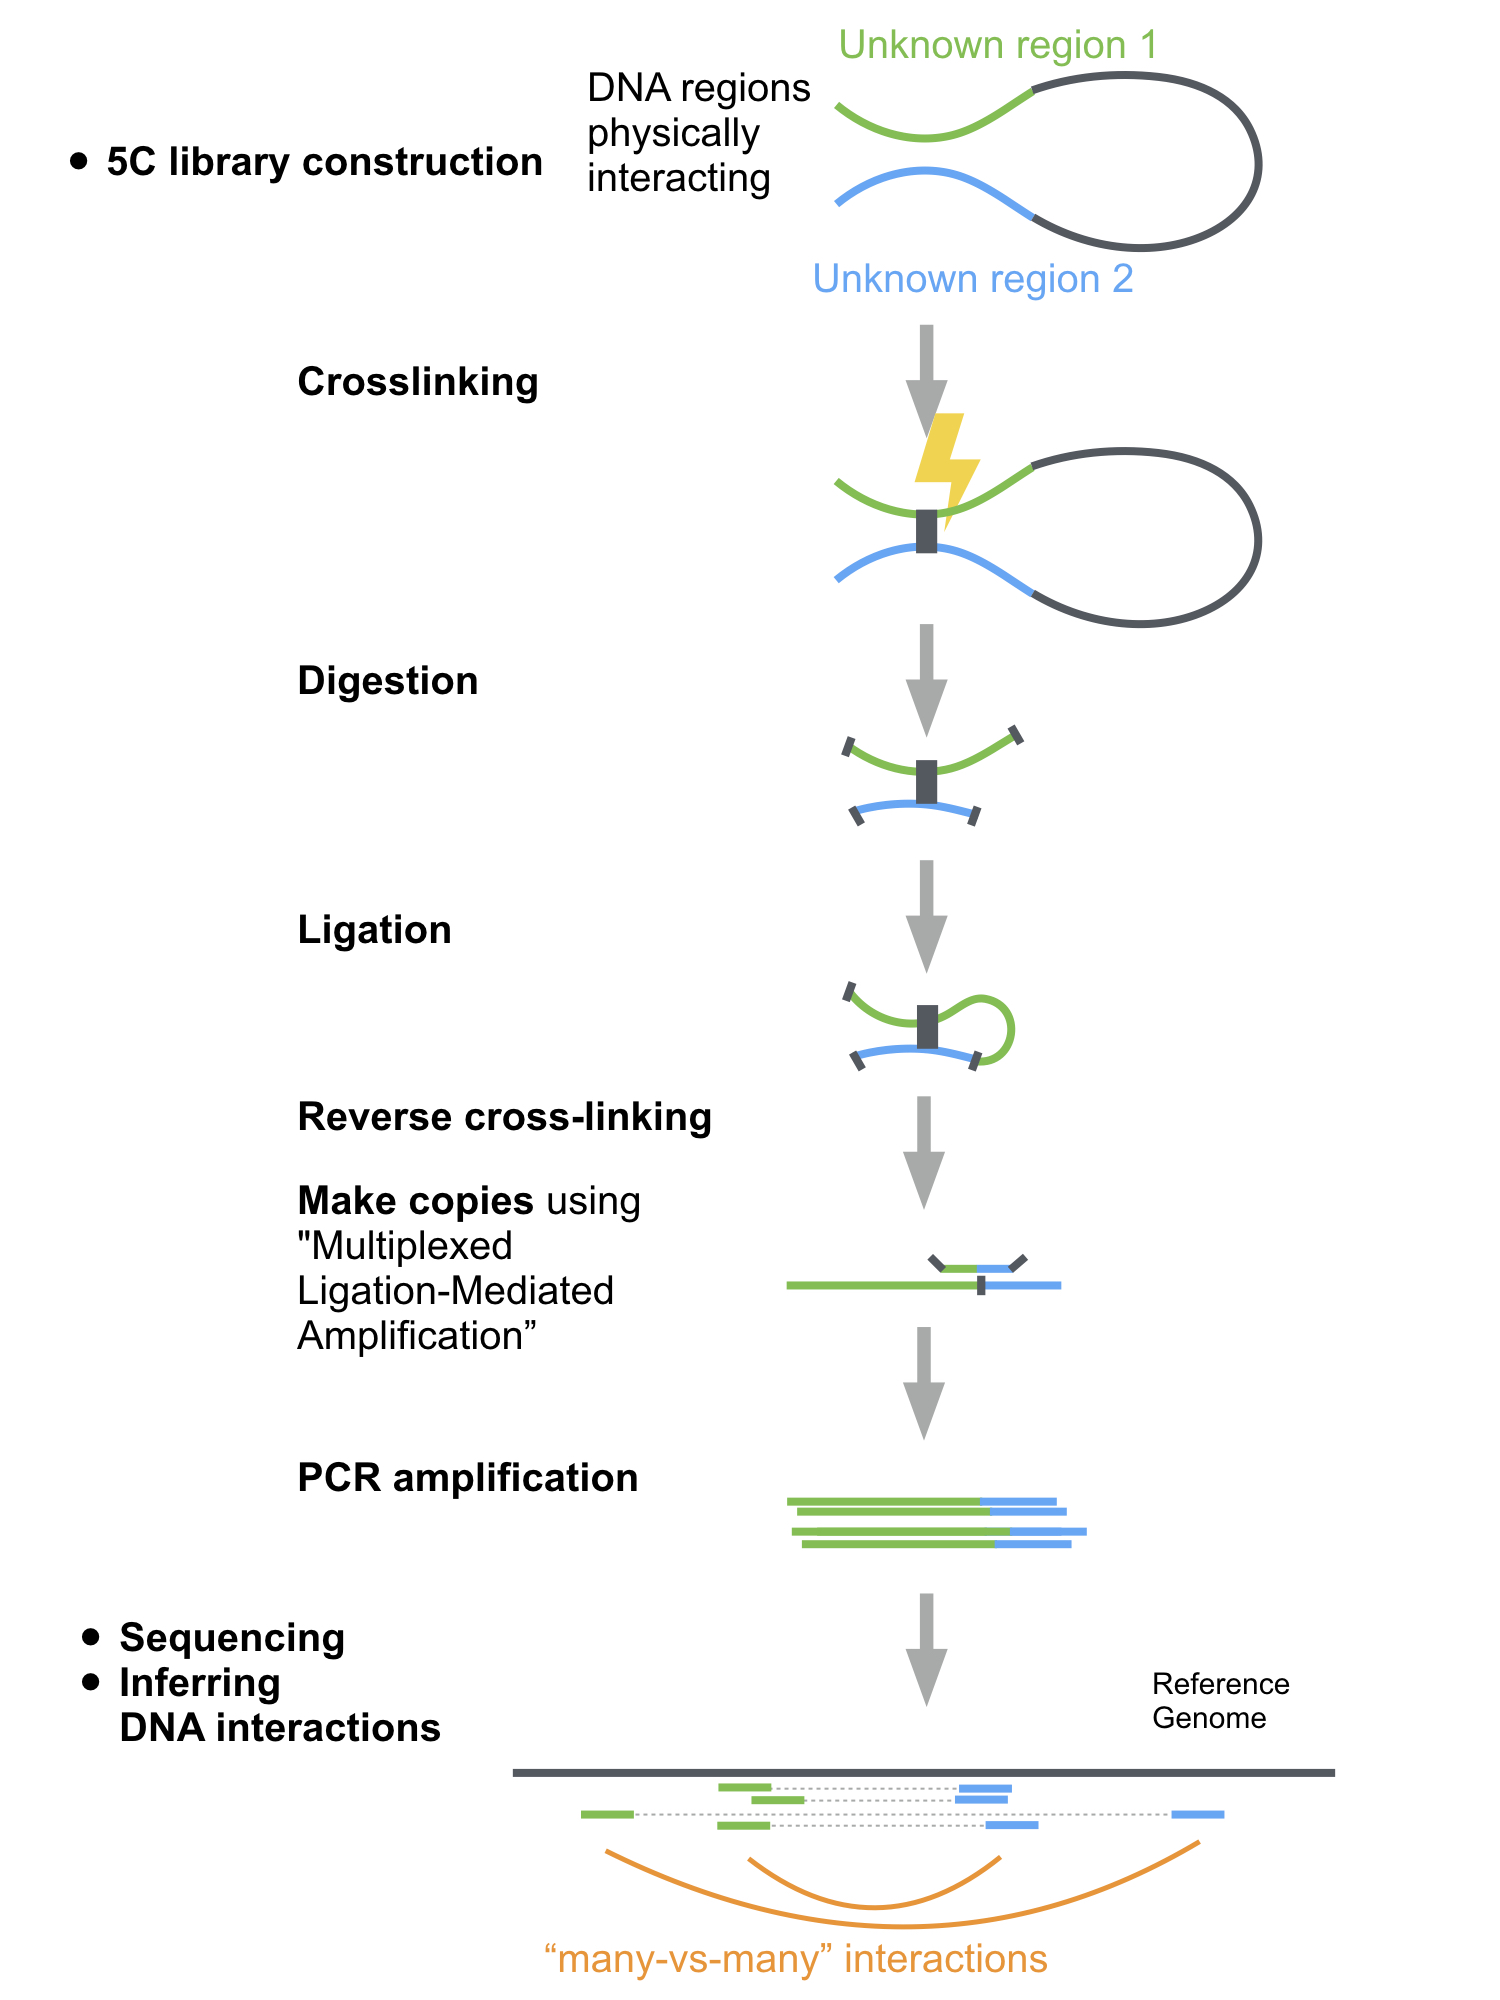 Unknown region 1
DNA regions
physically
interacting
• 5C library construction
Unknown region 2
Crosslinking
Digestion
Ligation
Reverse cross-linking
Make copies using
"Multiplexed
Ligation-Mediated
Amplification”
PCR amplification
• Sequencing
• Inferring
DNA interactions
Reference
Genome
“many-vs-many” interactions